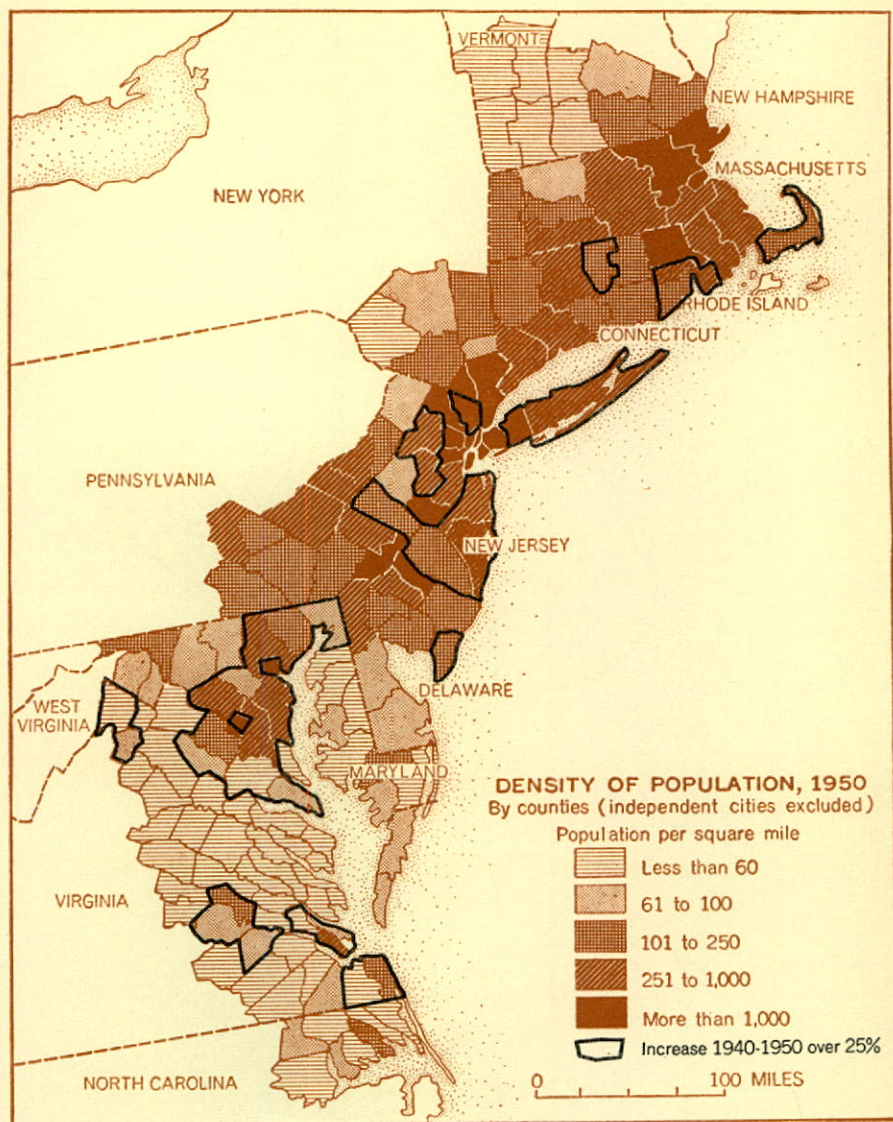 VERMONT
NEW HAMPSHIRE
MASSACHUSETTS
NEW YORK
RHODE ISLAND
CONNECTICUT
PENNSYLVANIA
NEW JERSEY
DELAWARE
WEST
VIRGINIA
MARYLAND
VIRGINIA
NORTH CAROLINA
DENSITY OF POPULATION, 1950
By counties (independent cities excluded)
Population per square mile
Less than 60
61 to 100
101 to 250
251 to 1,000
More than 1,000
Increase 1940-1950 over 25%
0 100 MILES